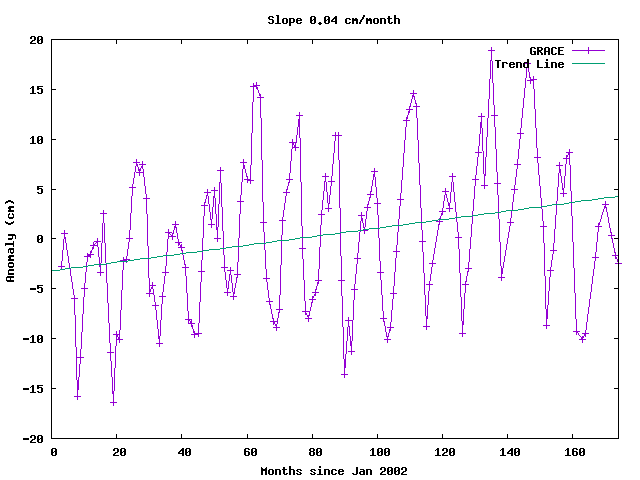 Slope 0.04 cm/month
GRACE
Trend Line
Anomaly (cm)
20
15
10
5
0
-5
-10
-15
-20
0 20 40 60 80 100 120 140 160
Months since Jan 2002